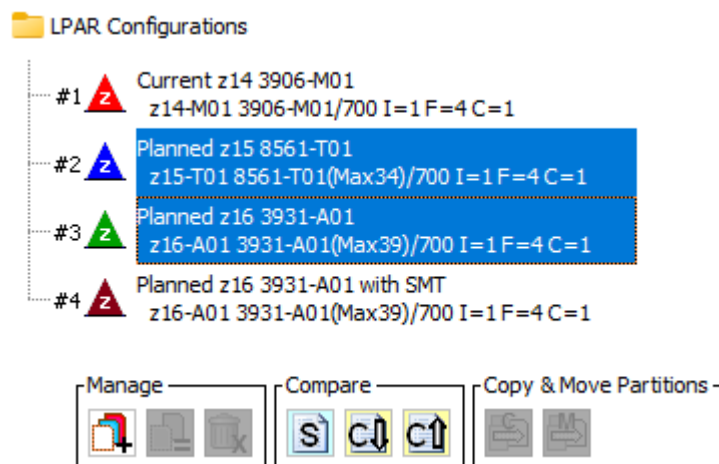 LPAR Configurations
#1 z Current z14 3906-M01
z14-M01 3906-M01/700 I=1 F=4 C=1
#2 z Planned z15 8561-T01
z15-T01 8561-T01(Max34)/700 I=1 F=4 C=1
#3 z Planned z16 3931-A01
z16-A01 3931-A01(Max39)/700 I=1 F=4 C=1
#4 z Planned z16 3931-A01 with SMT
z16-A01 3931-A01(Max39)/700 I=1 F=4 C=1
Manage Compare Copy & Move Partitions
S C C C M